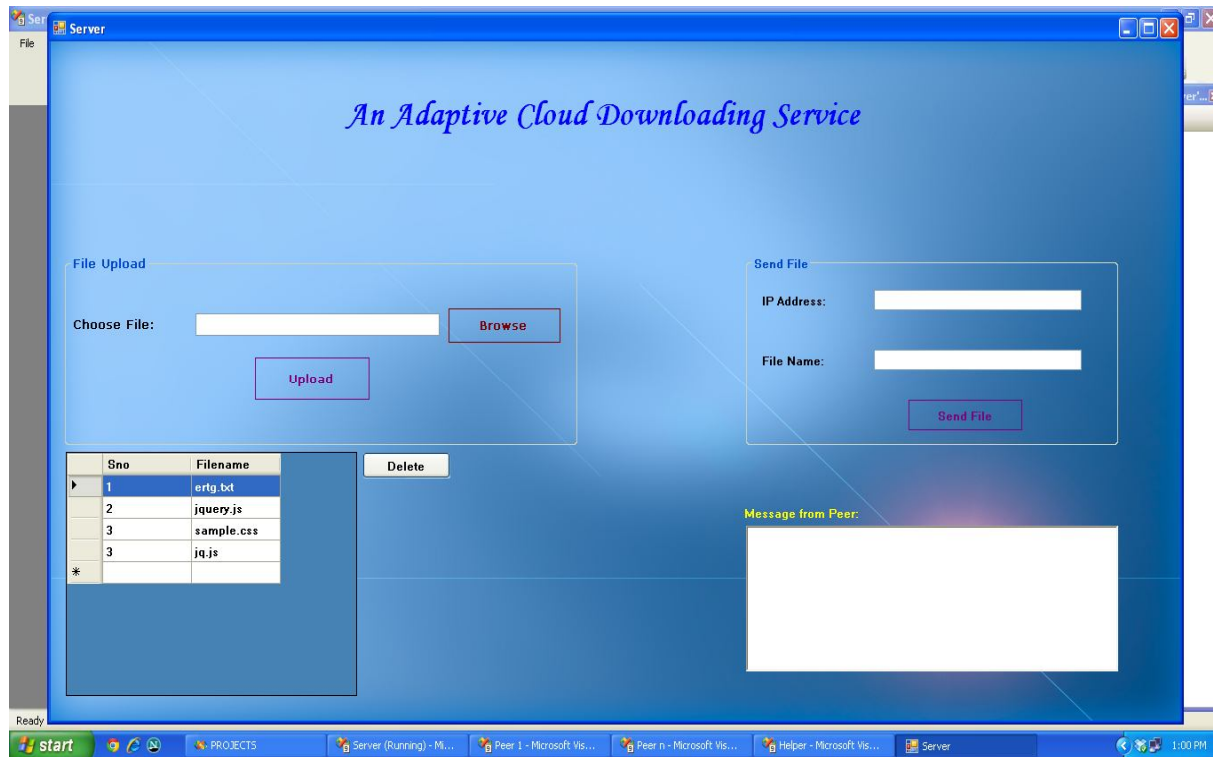 Ser
Server
File
er'...
An Adaptive Cloud Downloading Service
File Upload
Choose File:
Browse
Upload
Send File
IP Address:
File Name:
Send File
Sno Filename
1 ertg.txt
2 jquery.js
3 sample.css
3 jq.js
*
Delete
Message from Peer:
Ready
start
PROJECTS
Server (Running) - Mi...
Peer 1 - Microsoft Vis...
Peer n - Microsoft Vis...
Helper - Microsoft Vis...
Server
1:00 PM